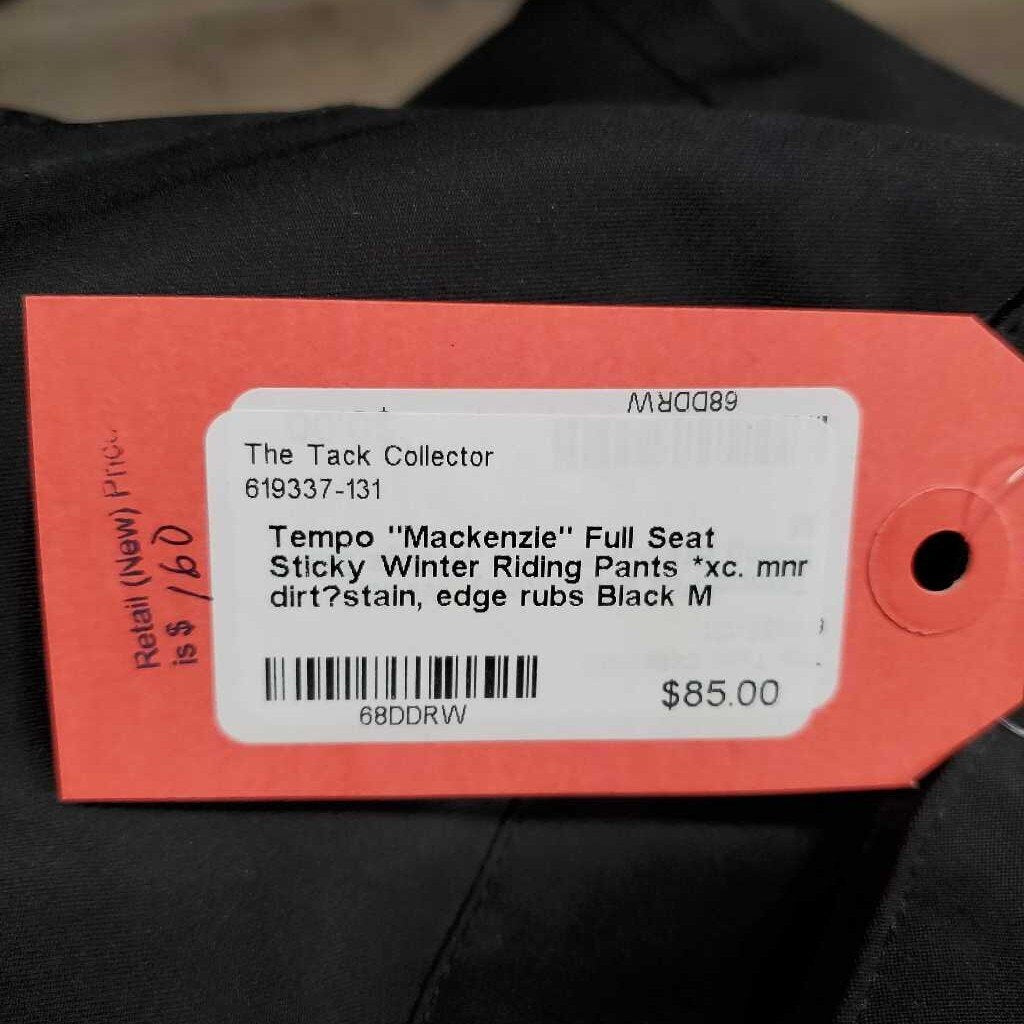 68DDRW
The Tack Collector
619337-131
Tempo "Mackenzie" Full Seat
Sticky Winter Riding Pants *xc. mnr
dirt?stain, edge rubs Black M
68DDRW
$85.00
Retail (New) Price
is $ 160